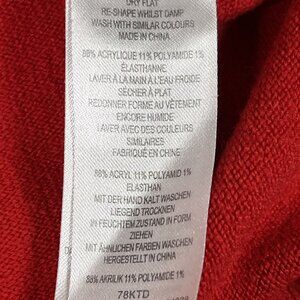 DRY FLAT
RE-SHAPE WHILST DAMP
WASH WITH SIMILAR COLOURS
MADE IN CHINA
88% ACRYLIQUE 11% POLYAMIDE 1%
ÉLASTHANNE
LAVER À LA MAIN A L'EAU FROIDE
SÉCHER À PLAT
REDONNER FORME AU VÊTEMENT
ENCORE HUMIDE
LAVER AVEC DES COULEURS
SIMILAIRES
FABRIQUÉ EN CHINE
88% ACRYL 11% POLYAMID 1%
ELASTHAN
MIT DER HAND KALT WASCHEN
LIEGEND TROCKNEN
IN FEUCHTEM ZUSTAND IN FORM
ZIEHEN
MIT ÄHNLICHEN FARBEN WASCHEN
HERGESTELLT IN CHINA
88% AKRILIK 11% POLYAMIDE 1%
78KTD